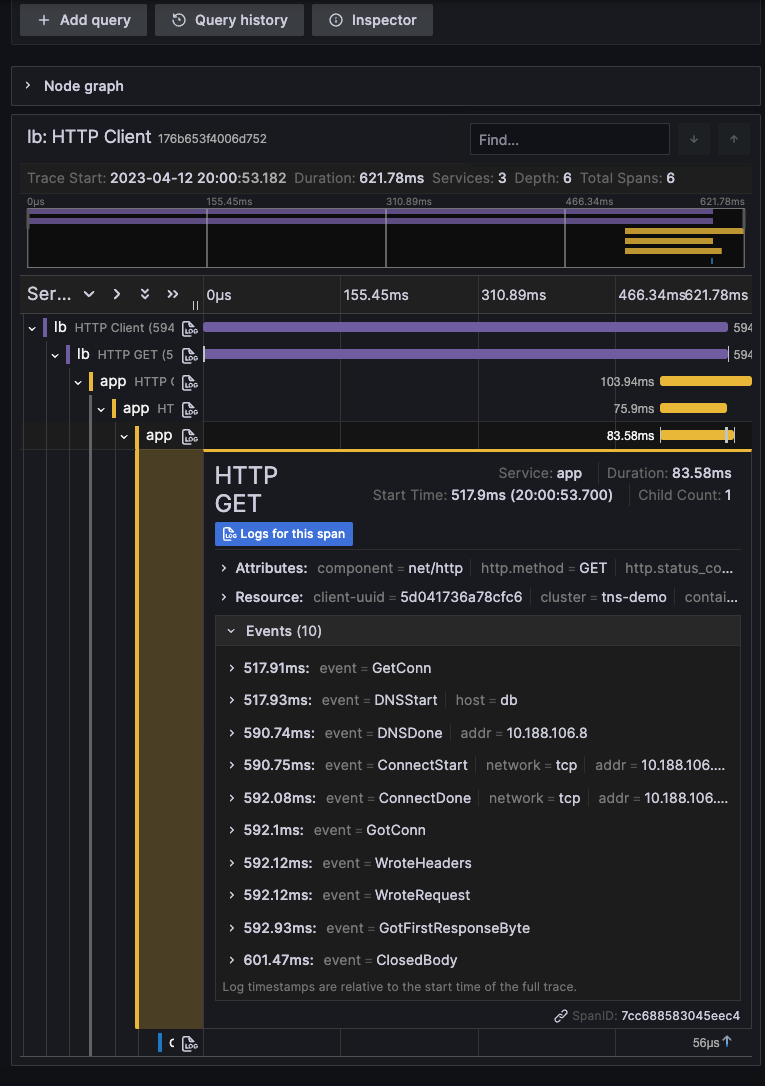 + Add query Query history Inspector
Node graph
lb: HTTP Client 176b653f4006d752 Find...
Trace Start: 2023-04-12 20:00:53.182 Duration: 621.78ms Services: 3 Depth: 6 Total Spans: 6
0μs 155.45ms 310.89ms 466.34ms 621.78ms
Ser... 0μs 155.45ms 310.89ms 466.34ms 621.78ms
lb HTTP Client (594 LOG 594
lb HTTP GET (5 LOG 594
app HTTP LOG 103.94ms
app HT LOG 75.9ms
app LOG 83.58ms
HTTP Service: app Duration: 83.58ms
GET Start Time: 517.9ms (20:00:53.700) Child Count: 1
LOG Logs for this span
Attributes: component = net/http http.method = GET http.status_co...
Resource: client-uuid = 5d041736a78cfc6 cluster = tns-demo contai...
Events (10)
517.91ms: event = GetConn
517.93ms: event = DNSStart host = db
590.74ms: event = DNSDone addr = 10.188.106.8
590.75ms: event = ConnectStart network = tcp addr = 10.188.106....
592.08ms: event = ConnectDone network = tcp addr = 10.188.106....
592.1ms: event = GotConn
592.12ms: event = WroteHeaders
592.12ms: event = WroteRequest
592.93ms: event = GotFirstResponseByte
601.47ms: event = ClosedBody
Log timestamps are relative to the start time of the full trace.
SpanID: 7cc688583045eec4
LOG 56μs